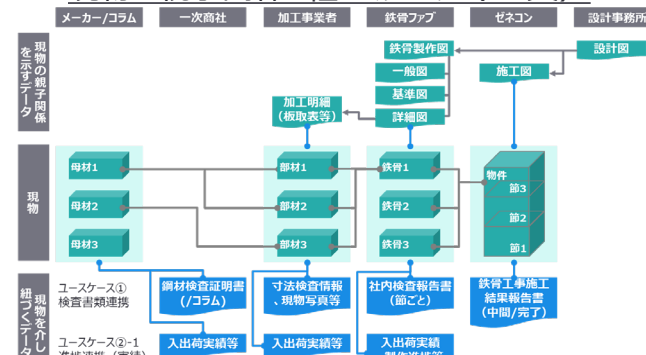 メーカー/コラム
一次商社
加工事業者
鉄骨ファブ
ゼネコン
設計事務所
現物の親子関係
を示すデータ
鉄骨製作図
一般図
基準図
詳細図
施工図
設計図
加工明細
(板取表等)
現物
母材1
母材2
母材3
部材1
部材2
部材3
鉄骨1
鉄骨2
鉄骨3
物件
節3
節2
節1
現物を介し
紐づくデータ
ユースケース①
検査書類連携
鋼材検査証明書
(/コラム)
寸法検査情報
、現物写真等
社内検査報告書
(節ごと)
鉄骨工事施工
結果報告書
(中間/完了)
ユースケース②-1
入出荷実績等
入出荷実績等
入出荷実績